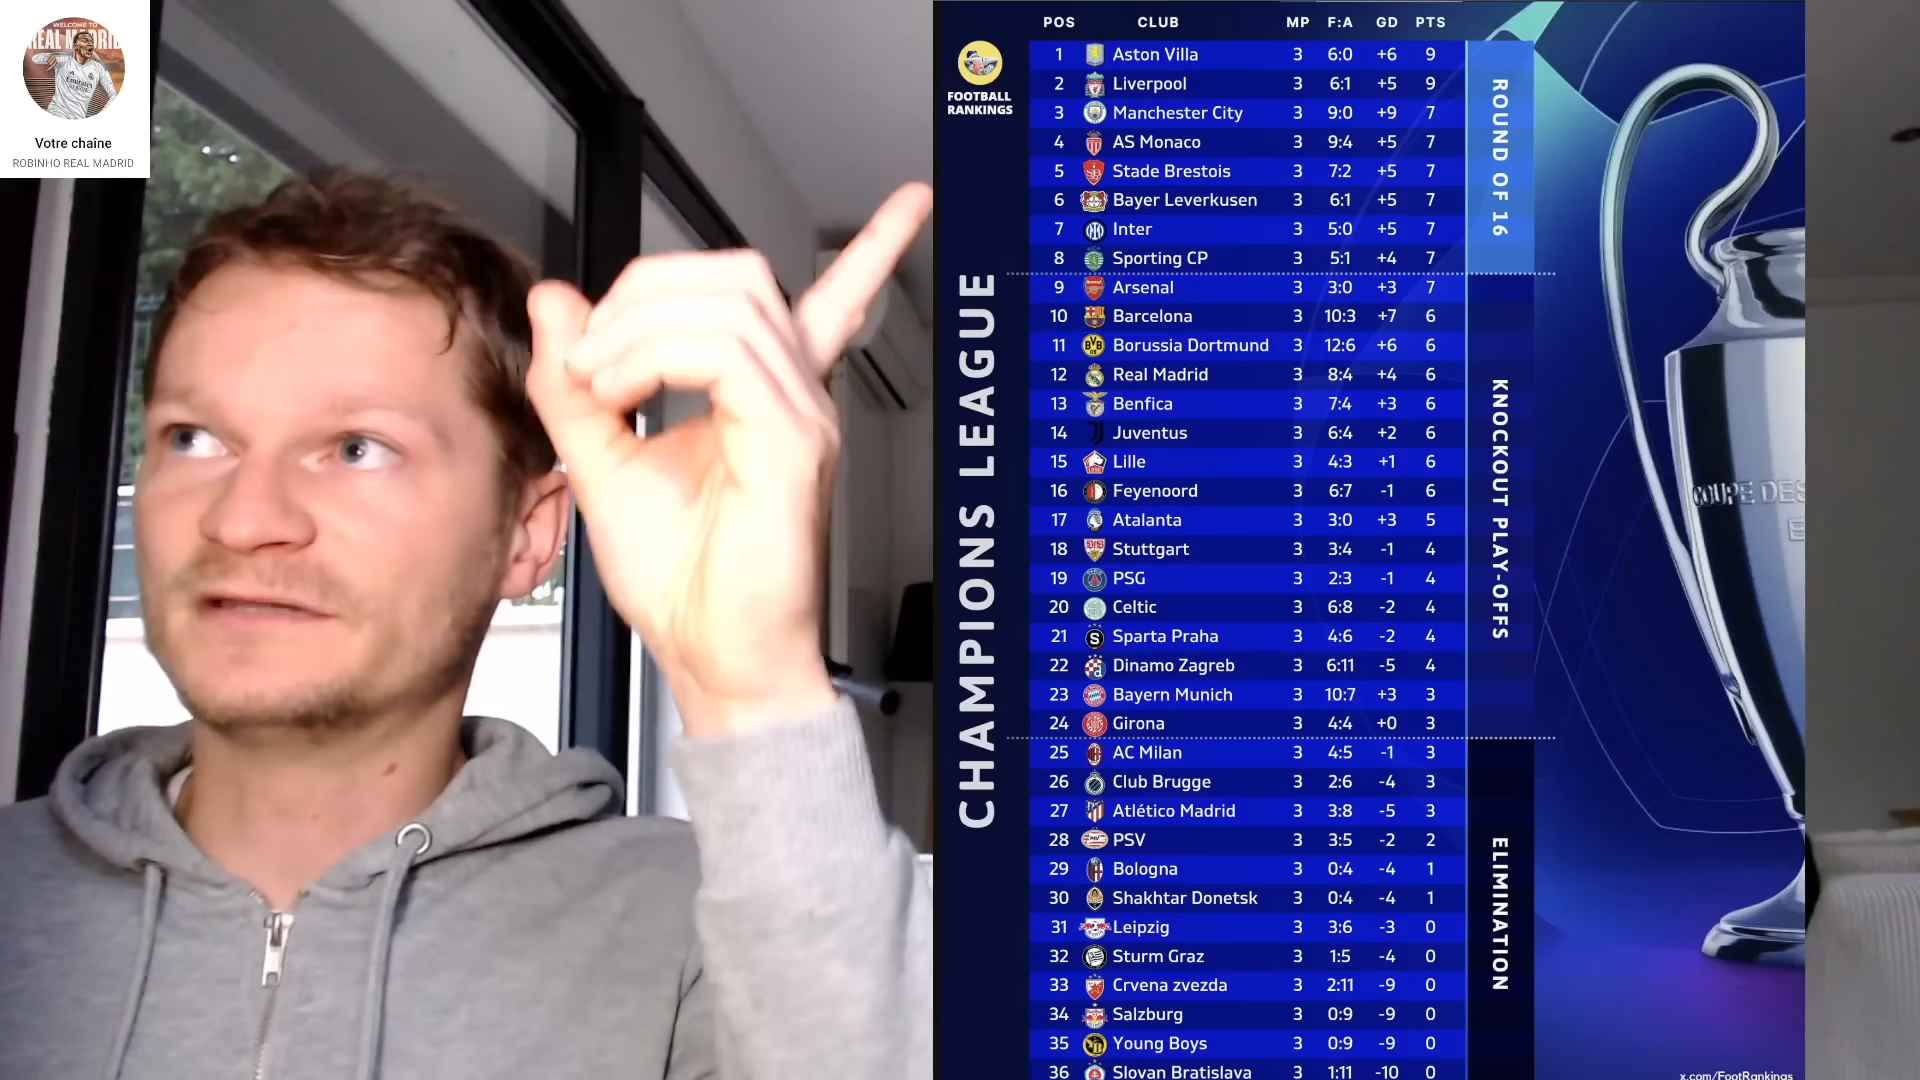 WELCOME TO
REAL MADRID
Votre chaîne
ROBINHO REAL MADRID
FOOTBALL
RANKINGS
CHAMPIONS LEAGUE
POS CLUB MP F:A GD PTS
1 Aston Villa 3 6:0 +6 9
2 Liverpool 3 6:1 +5 9
3 Manchester City 3 9:0 +9 7
4 AS Monaco 3 9:4 +5 7
5 Stade Brestois 3 7:2 +5 7
6 Bayer Leverkusen 3 6:1 +5 7
7 Inter 3 5:0 +5 7
8 Sporting CP 3 5:1 +4 7
9 Arsenal 3 3:0 +3 7
10 Barcelona 3 10:3 +7 6
11 Borussia Dortmund 3 12:6 +6 6
12 Real Madrid 3 8:4 +4 6
13 Benfica 3 7:4 +3 6
14 Juventus 3 6:4 +2 6
15 Lille 3 4:3 +1 6
16 Feyenoord 3 6:7 -1 6
17 Atalanta 3 3:0 +3 5
18 Stuttgart 3 3:4 -1 4
19 PSG 3 2:3 -1 4
20 Celtic 3 6:8 -2 4
21 Sparta Praha 3 4:6 -2 4
22 Dinamo Zagreb 3 6:11 -5 4
23 Bayern Munich 3 10:7 +3 3
24 Girona 3 4:4 +0 3
25 AC Milan 3 4:5 -1 3
26 Club Brugge 3 2:6 -4 3
27 Atlético Madrid 3 3:8 -5 3
28 PSV 3 3:5 -2 2
29 Bologna 3 0:4 -4 1
30 Shakhtar Donetsk 3 0:4 -4 1
31 Leipzig 3 3:6 -3 0
32 Sturm Graz 3 1:5 -4 0
33 Crvena zvezda 3 2:11 -9 0
34 Salzburg 3 0:9 -9 0
35 Young Boys 3 0:9 -9 0
36 Slovan Bratislava 3 1:11 -10 0
ROUND OF 16
KNOCKOUT PLAY-OFFS
ELIMINATION
COUPE DES
x.com/FootRankings